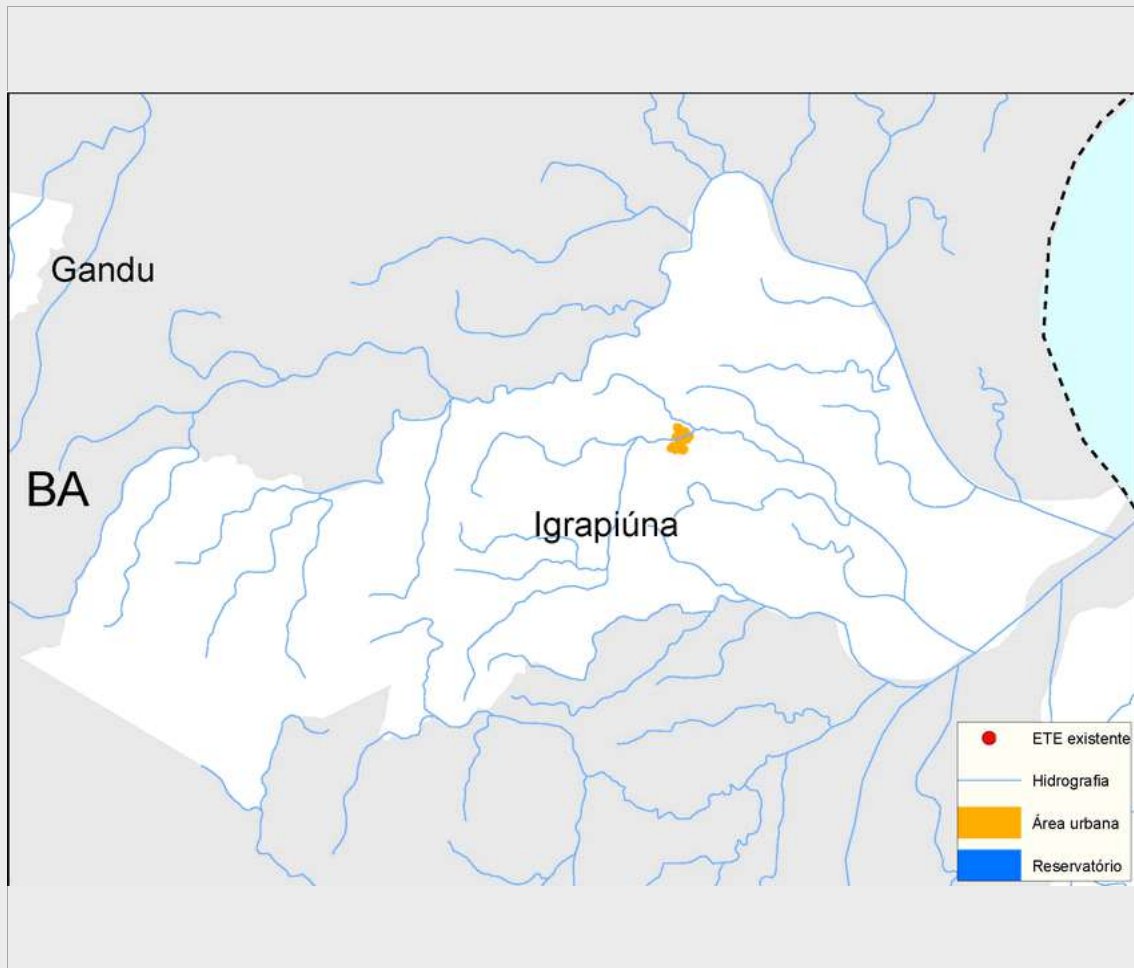 Gandu
BA
Igrapiúna
ETE existente
Hidrografia
Área urbana
Reservatório